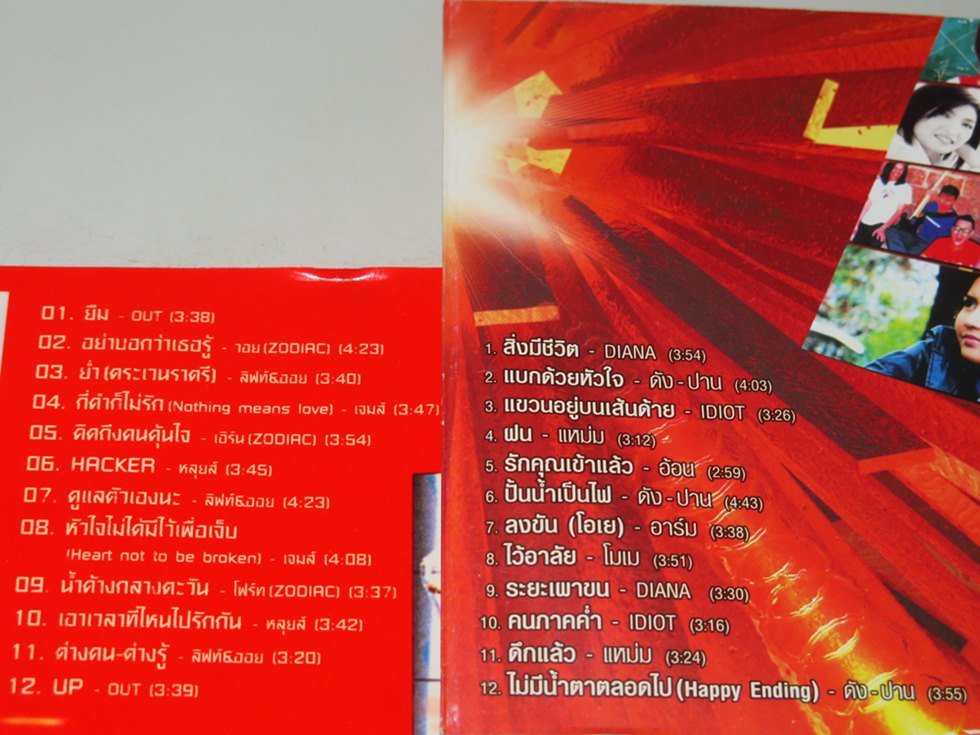 01. ยิ้ม - OUT (3:38)
02. อย่าบอกว่าเธอรู้ - วอย (ZODIAC) (4:23)
03. ย่ำ (ตระเวนราตรี) - ลิฟท์&ออย (3:40)
04. กี่คำก็ไม่รัก (Nothing means love) - เจมส์ (3:47)
05. คิดถึงคนคุ้นใจ - เอิร์น (ZODIAC) (3:54)
06. HACKER - หลุยส์ (3:45)
07. ดูแลตัวเองนะ - ลิฟท์&ออย (4:23)
08. หัวใจไม่ได้มีไว้เพื่อเจ็บ
(Heart not to be broken) - เจมส์ (4:08)
09. น้ำค้างกลางตะวัน - โฟร์ท (ZODIAC) (3:37)
10. เอาเวลาที่ไหนไปรักกัน - หลุยส์ (3:42)
11. ต่างคน-ต่างรู้ - ลิฟท์&ออย (3:20)
12. UP - OUT (3:39)
1. สิ่งมีชีวิต - DIANA (3:54)
2. แบกด้วยหัวใจ - ดัง-ปาน (4:03)
3. แขวนอยู่บนเส้นด้าย - IDIOT (3:26)
4. ฝน - แหม่ม (3:12)
5. รักคุณเข้าแล้ว - อ้อน (2:59)
6. ปั้นน้ำเป็นไฟ - ดัง-ปาน (4:43)
7. ลงขัน (โอเย) - อาร์ม (3:38)
8. ไว้อาลัย - โมเม (3:51)
9. ระยะเผาขน - DIANA (3:30)
10. คนภาคค่ำ - IDIOT (3:16)
11. ดึกแล้ว - แหม่ม (3:24)
12. ไม่มีน้ำตาตลอดไป (Happy Ending) - ดัง-ปาน (3:55)